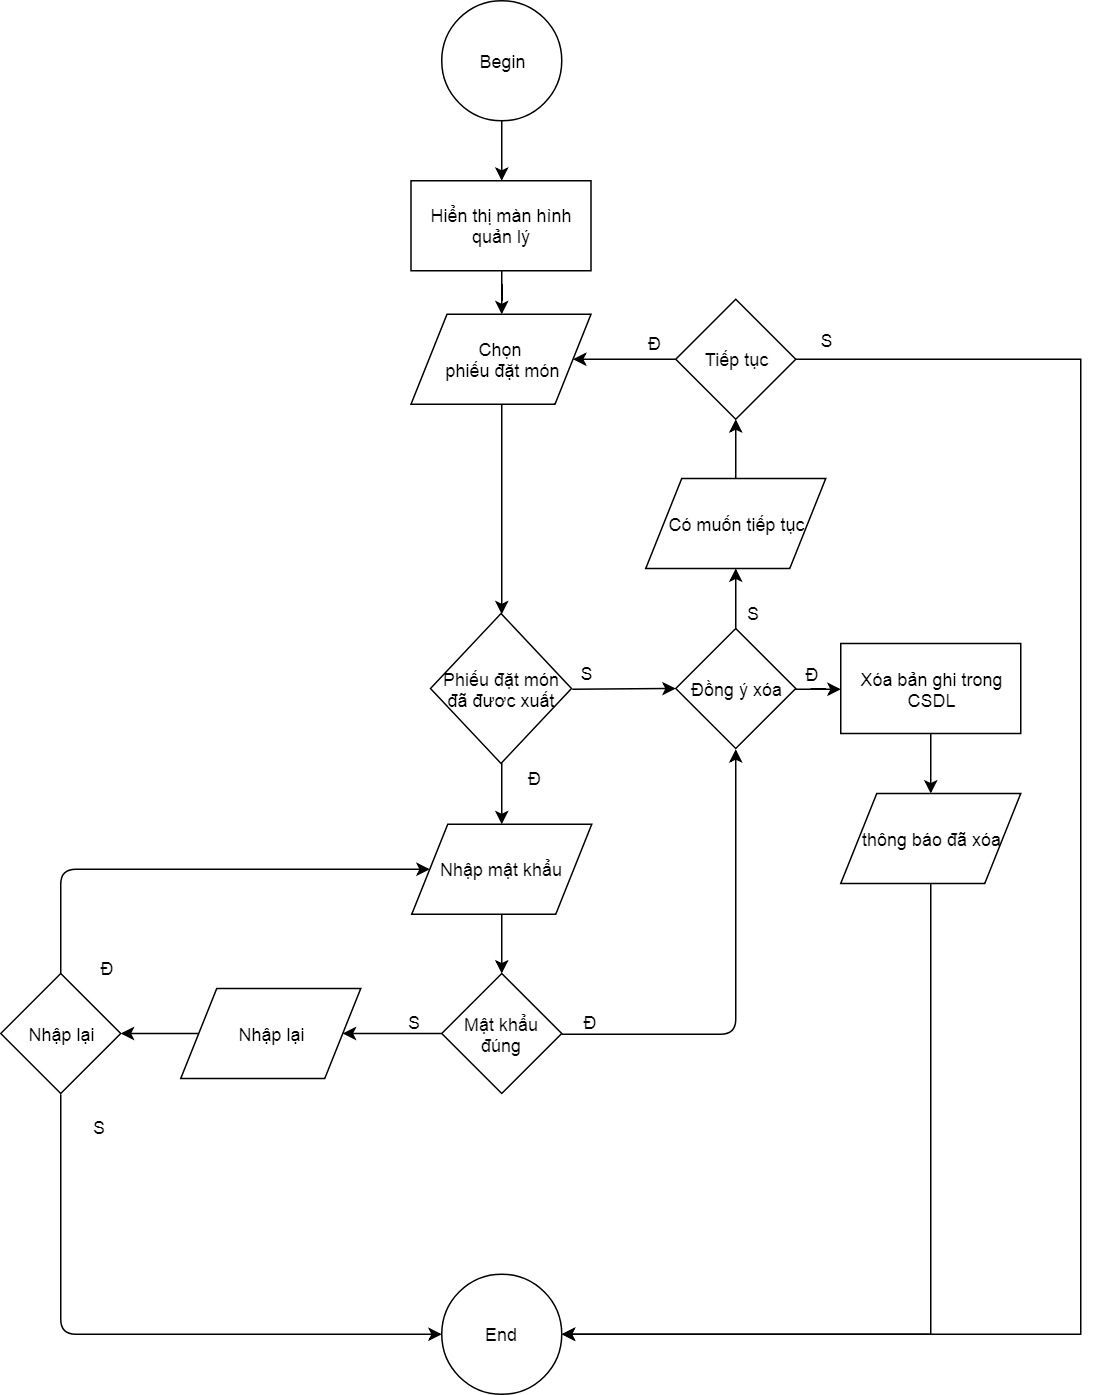 Begin
Hiển thị màn hình
quản lý
Chọn
phiếu đặt món
Đ
Tiếp tục
S
Có muốn tiếp tục
S
Phiếu đặt món
đã đươc xuất
S
Đồng ý xóa
Đ
Xóa bản ghi trong
CSDL
Đ
thông báo đã xóa
Nhập mật khẩu
Đ
Nhập lại
Nhập lại
S
Mật khẩu
đúng
Đ
S
End